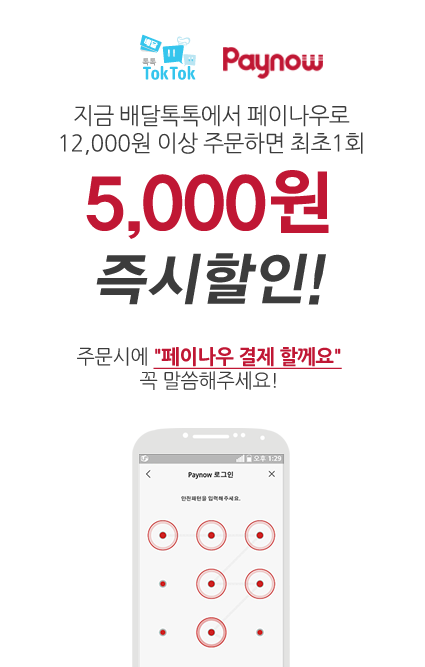 배달
톡톡
TokTok
Paynow
지금 배달톡톡에서 페이나우로
12,000원 이상 주문하면 최초1회
5,000원
즉시할인!
주문시에 "페이나우 결제 할께요"
꼭 말씀해주세요!
오후 1:29
Paynow 로그인
안전패턴을 입력해주세요.